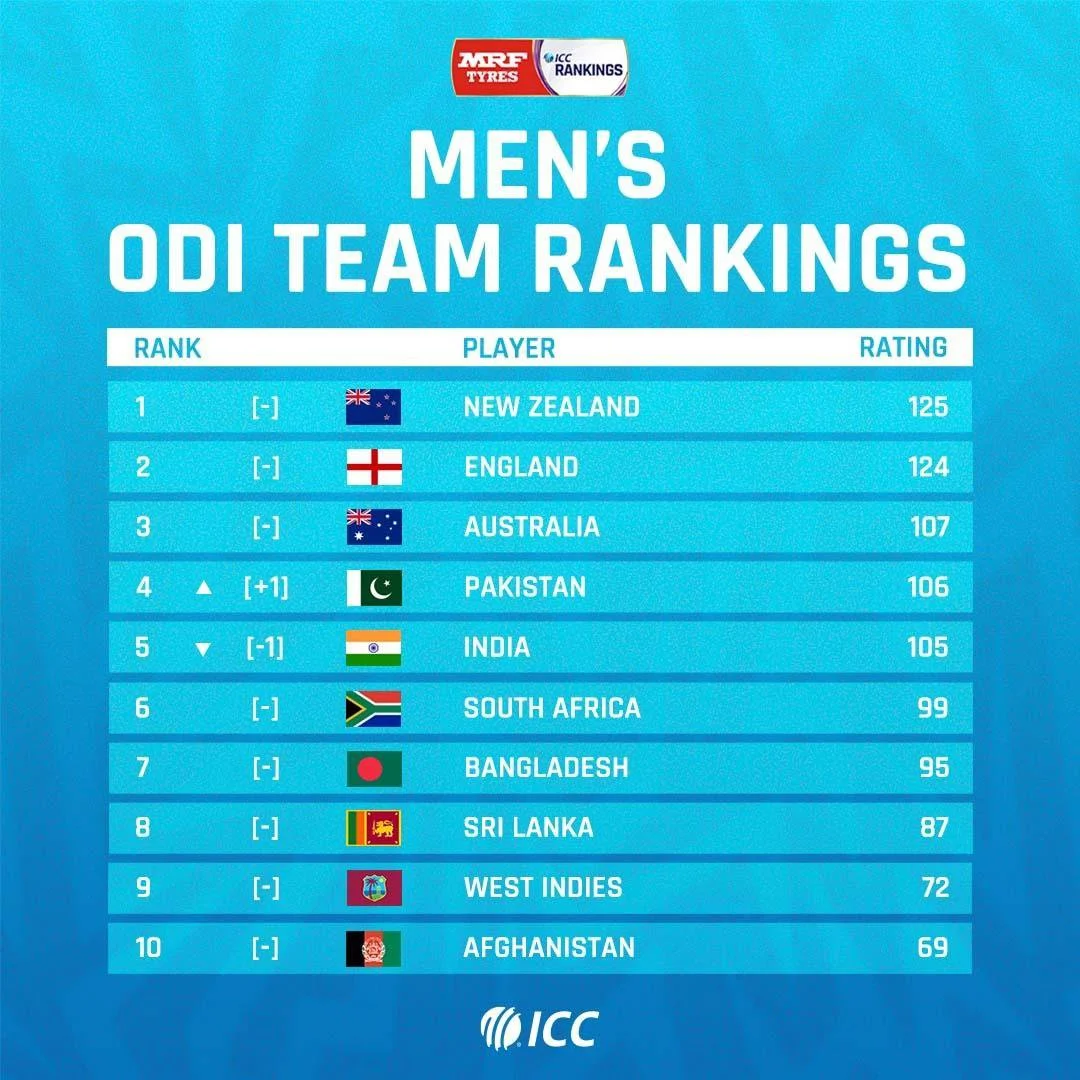 MRF TYRES
ICC RANKINGS
MEN'S
ODI TEAM RANKINGS
RANK PLAYER RATING
1 [-] NEW ZEALAND 125
2 [-] ENGLAND 124
3 [-] AUSTRALIA 107
4 ▲ [+1] PAKISTAN 106
5 ▼ [-1] INDIA 105
6 [-] SOUTH AFRICA 99
7 [-] BANGLADESH 95
8 [-] SRI LANKA 87
9 [-] WEST INDIES 72
10 [-] AFGHANISTAN 69
ICC